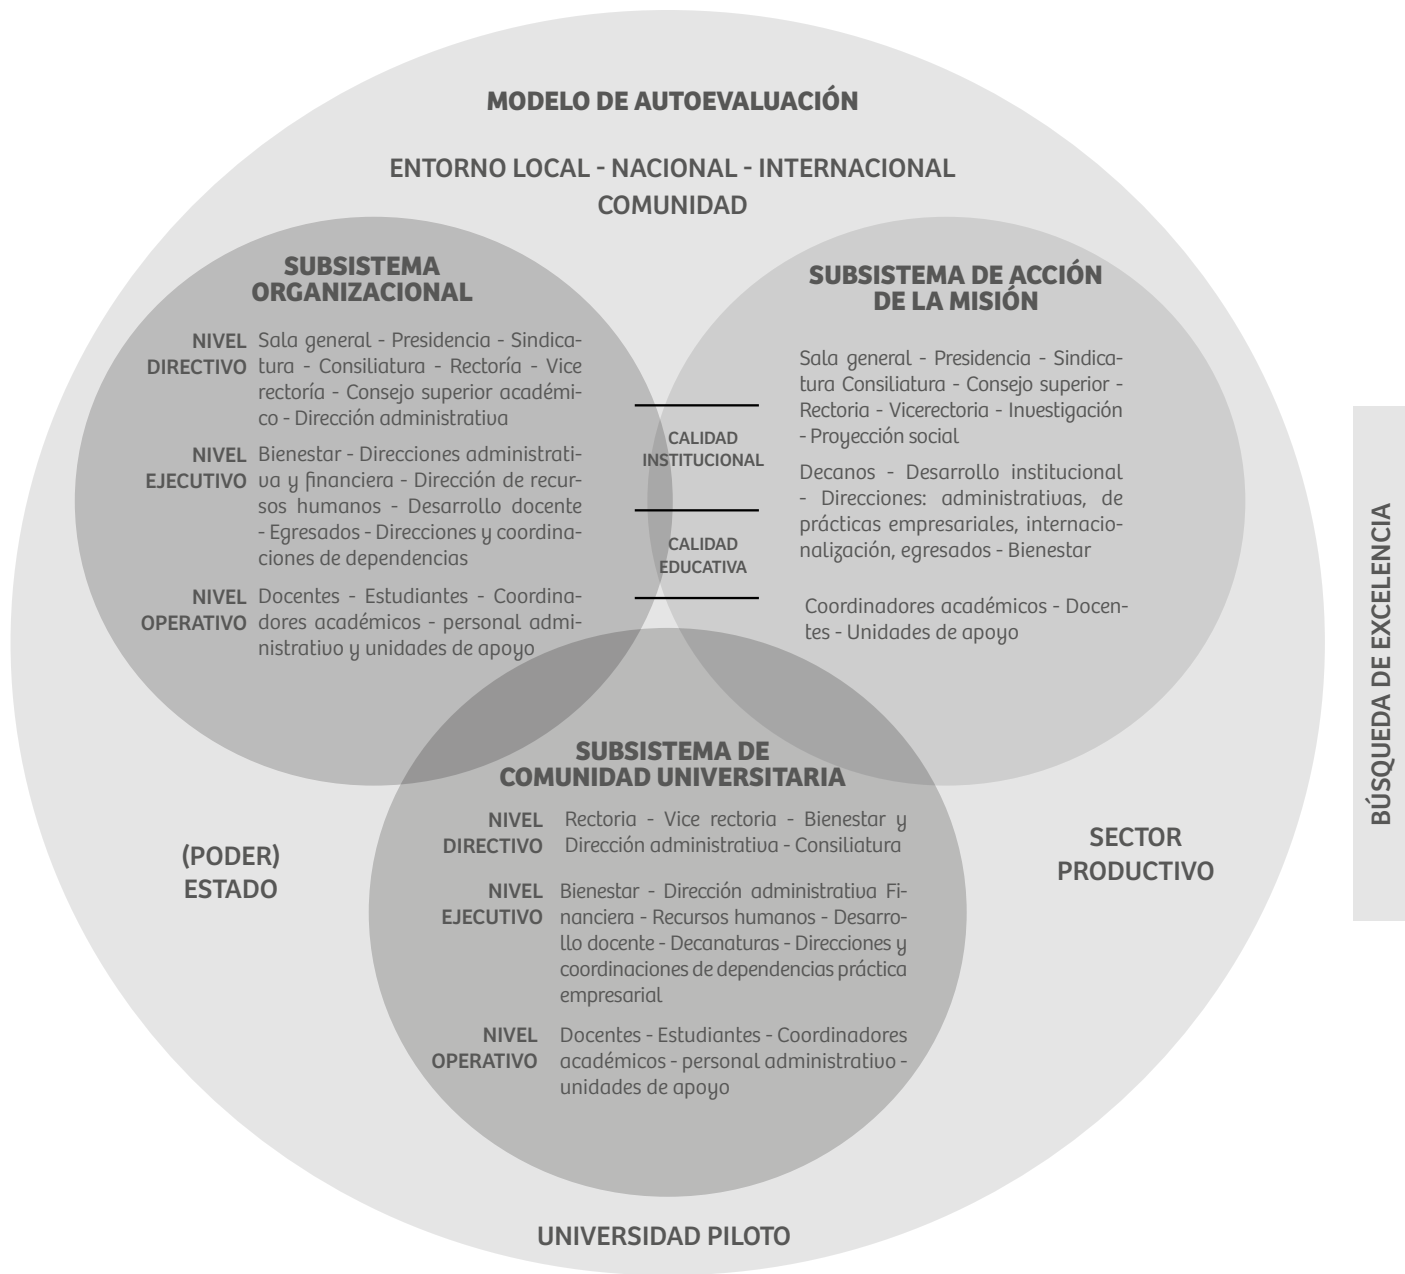 MODELO DE AUTOEVALUACIÓN
ENTORNO LOCAL - NACIONAL - INTERNACIONAL
COMUNIDAD
SUBSISTEMA
ORGANIZACIONAL
NIVEL
DIRECTIVO
Sala general - Presidencia - Sindica-
tura - Consiliatura - Rectoría - Vice
rectoría - Consejo superior académi-
co - Dirección administrativa
NIVEL
EJECUTIVO
Bienestar - Direcciones administrati-
va y financiera - Dirección de recur-
sos humanos - Desarrollo docente
- Egresados - Direcciones y coordina-
ciones de dependencias
NIVEL
OPERATIVO
Docentes - Estudiantes - Coordina-
dores académicos - personal admi-
nistrativo y unidades de apoyo
CALIDAD
INSTITUCIONAL
CALIDAD
EDUCATIVA
SUBSISTEMA DE ACCIÓN
DE LA MISIÓN
Sala general - Presidencia - Sindica-
tura Consiliatura - Consejo superior -
Rectoria - Vicerectoria - Investigación
- Proyección social
Decanos - Desarrollo institucional
- Direcciones: administrativas, de
prácticas empresariales, internacio-
nalización, egresados - Bienestar
Coordinadores académicos - Docen-
tes - Unidades de apoyo
SUBSISTEMA DE
COMUNIDAD UNIVERSITARIA
NIVEL
DIRECTIVO
Rectoria - Vice rectoria - Bienestar y
Dirección administrativa - Consiliatura
NIVEL
EJECUTIVO
Bienestar - Dirección administrativa Fi-
nanciera - Recursos humanos - Desarro-
llo docente - Decanaturas - Direcciones y
coordinaciones de dependencias práctica
empresarial
NIVEL
OPERATIVO
Docentes - Estudiantes - Coordinadores
académicos - personal administrativo -
unidades de apoyo
(PODER)
ESTADO
SECTOR
PRODUCTIVO
UNIVERSIDAD PILOTO
BÚSQUEDA DE EXCELENCIA